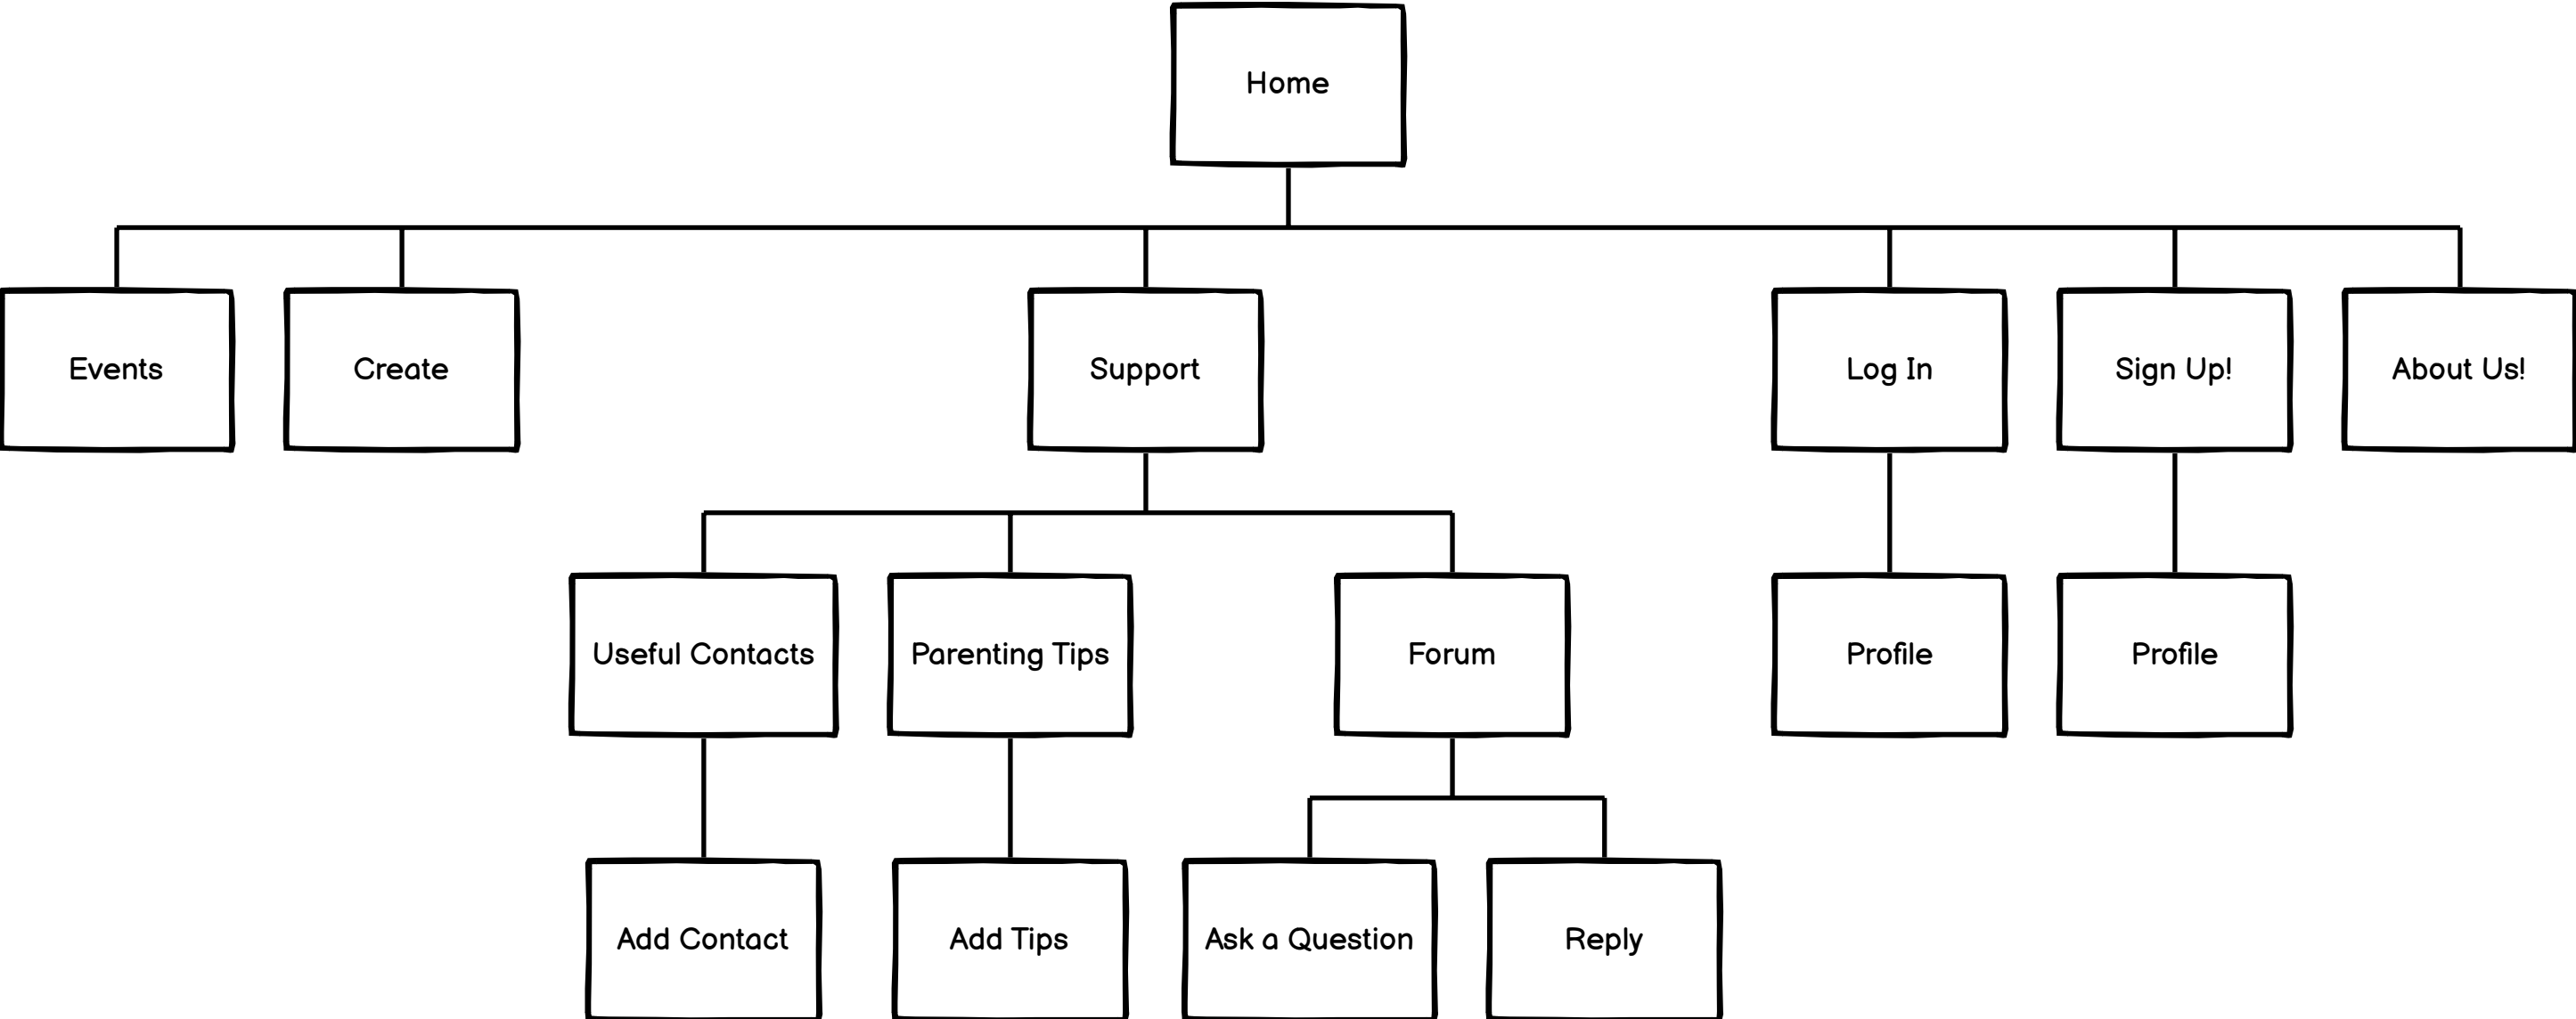 Home
Events
Create
Support
Log In
Sign Up!
About Us!
Useful Contacts
Parenting Tips
Forum
Profile
Profile
Add Contact
Add Tips
Ask a Question
Reply